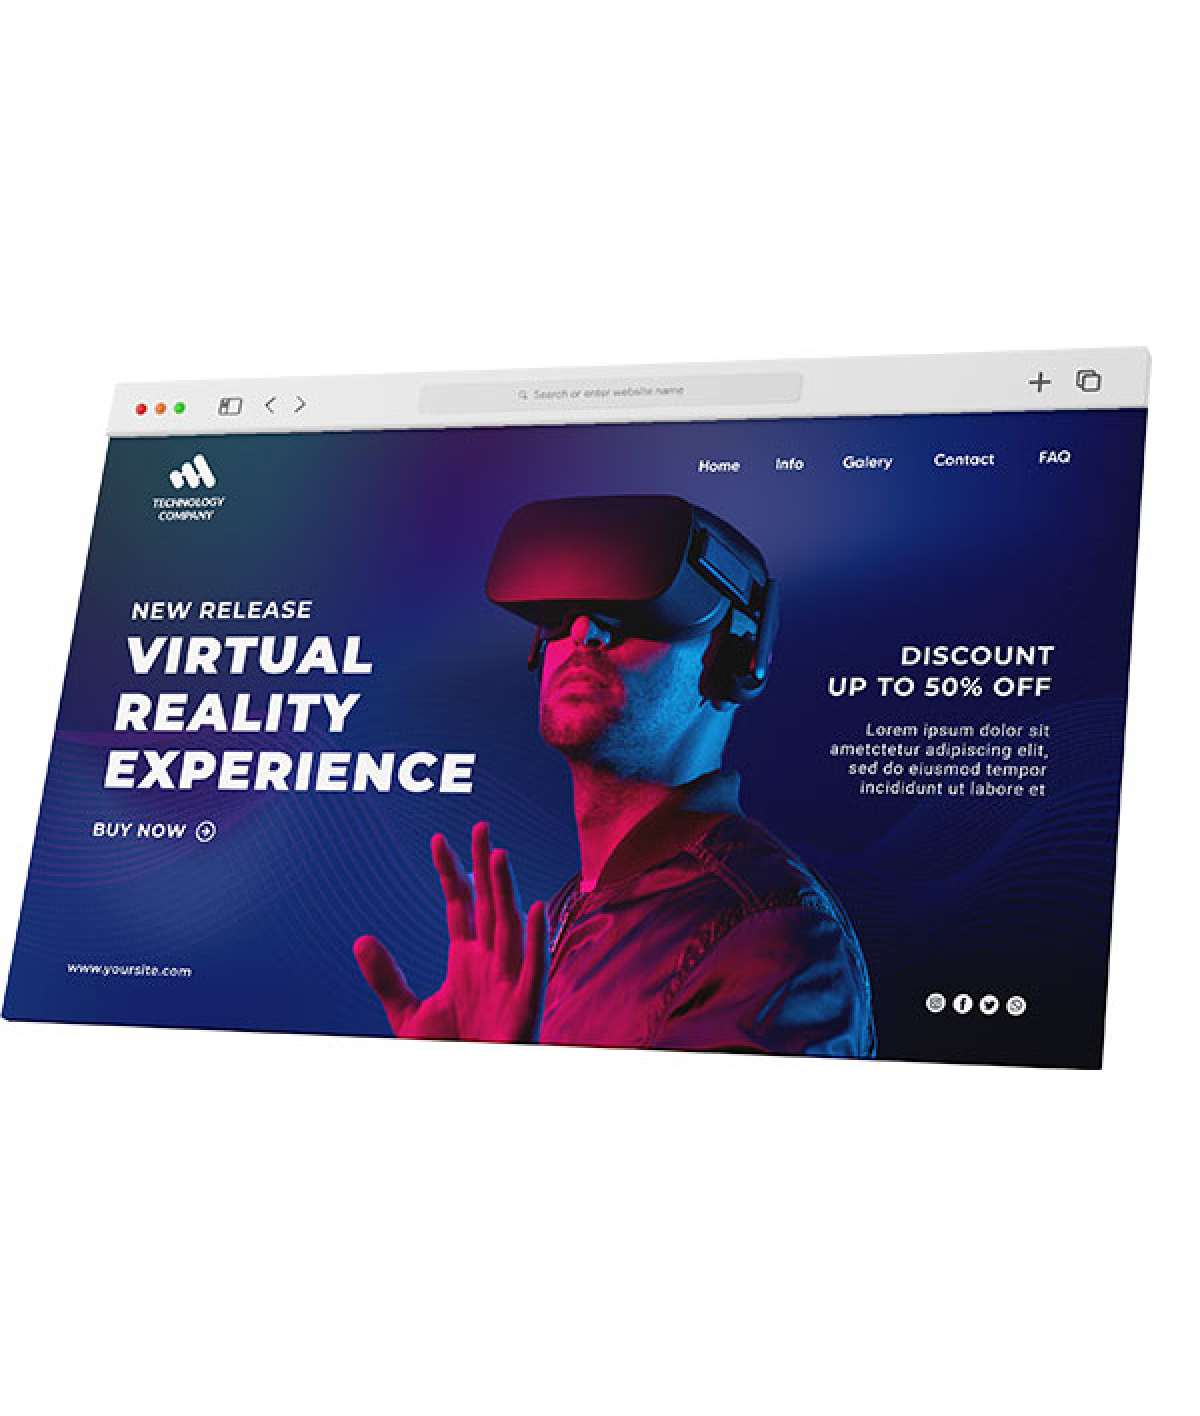 Search or enter website name
Home Info Galery Contact FAQ
TECHNOLOGY
COMPANY
NEW RELEASE
VIRTUAL
REALITY
EXPERIENCE
BUY NOW
www.yoursite.com
DISCOUNT
UP TO 50% OFF
Lorem ipsum dolor sit
ametctetur adipiscing elit,
sed do eiusmod tempor
incididunt ut labore et